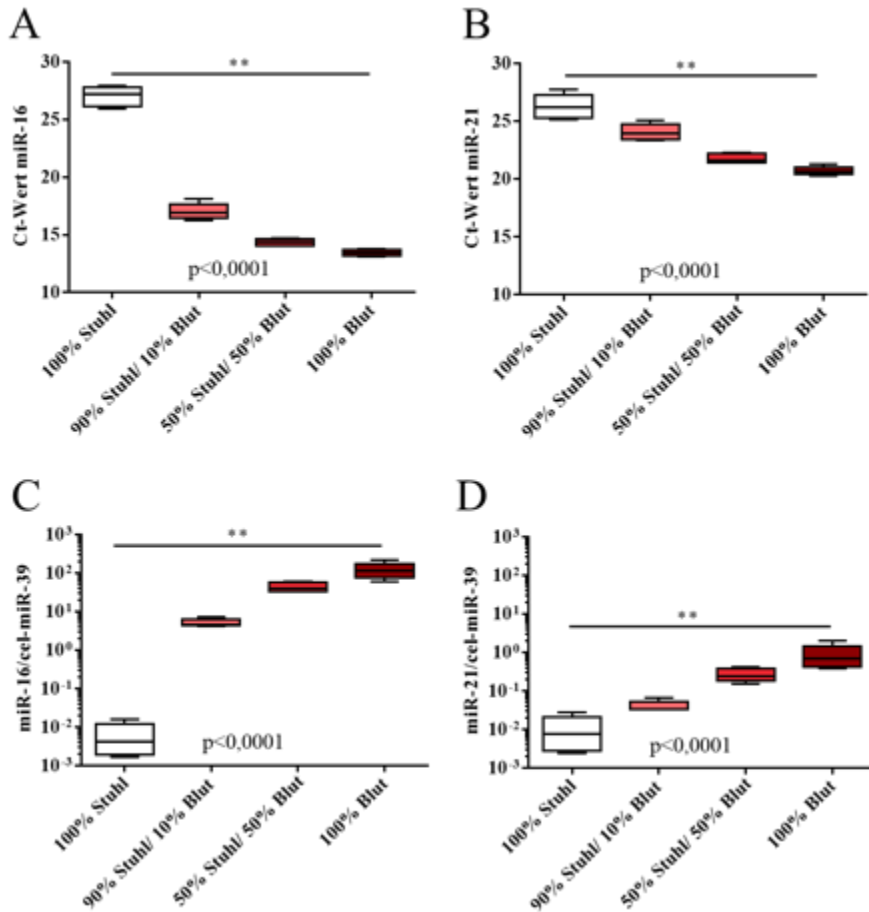 A
Ct-Wert miR-16
30
25
20
15
10
**
p<0,0001
100% Stuhl
90% Stuhl/ 10% Blut
50% Stuhl/ 50% Blut
100% Blut
B
Ct-Wert miR-21
30
25
20
15
10
**
p<0,0001
100% Stuhl
90% Stuhl/ 10% Blut
50% Stuhl/ 50% Blut
100% Blut
C
miR-16/cel-miR-39
10³
10²
10¹
10⁰
10⁻¹
10⁻²
10⁻³
**
p<0,0001
100% Stuhl
90% Stuhl/ 10% Blut
50% Stuhl/ 50% Blut
100% Blut
D
miR-21/cel-miR-39
10³
10²
10¹
10⁰
10⁻¹
10⁻²
10⁻³
**
p<0,0001
100% Stuhl
90% Stuhl/ 10% Blut
50% Stuhl/ 50% Blut
100% Blut